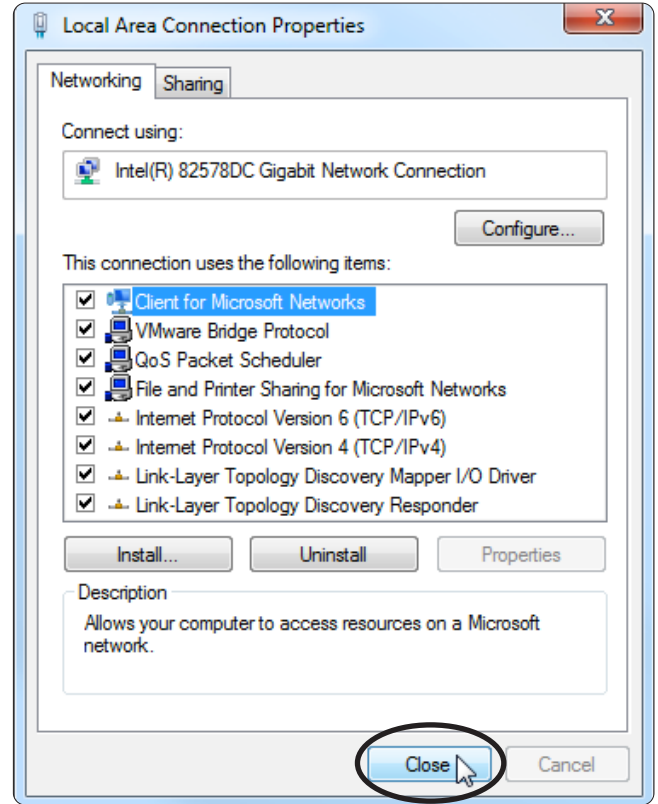 Local Area Connection Properties
Networking
Sharing
Connect using:
Intel(R) 82578DC Gigabit Network Connection
Configure...
This connection uses the following items:
Client for Microsoft Networks
VMware Bridge Protocol
QoS Packet Scheduler
File and Printer Sharing for Microsoft Networks
Internet Protocol Version 6 (TCP/IPv6)
Internet Protocol Version 4 (TCP/IPv4)
Link-Layer Topology Discovery Mapper I/O Driver
Link-Layer Topology Discovery Responder
Install...
Uninstall
Properties
Description
Allows your computer to access resources on a Microsoft
network.
Close
Cancel